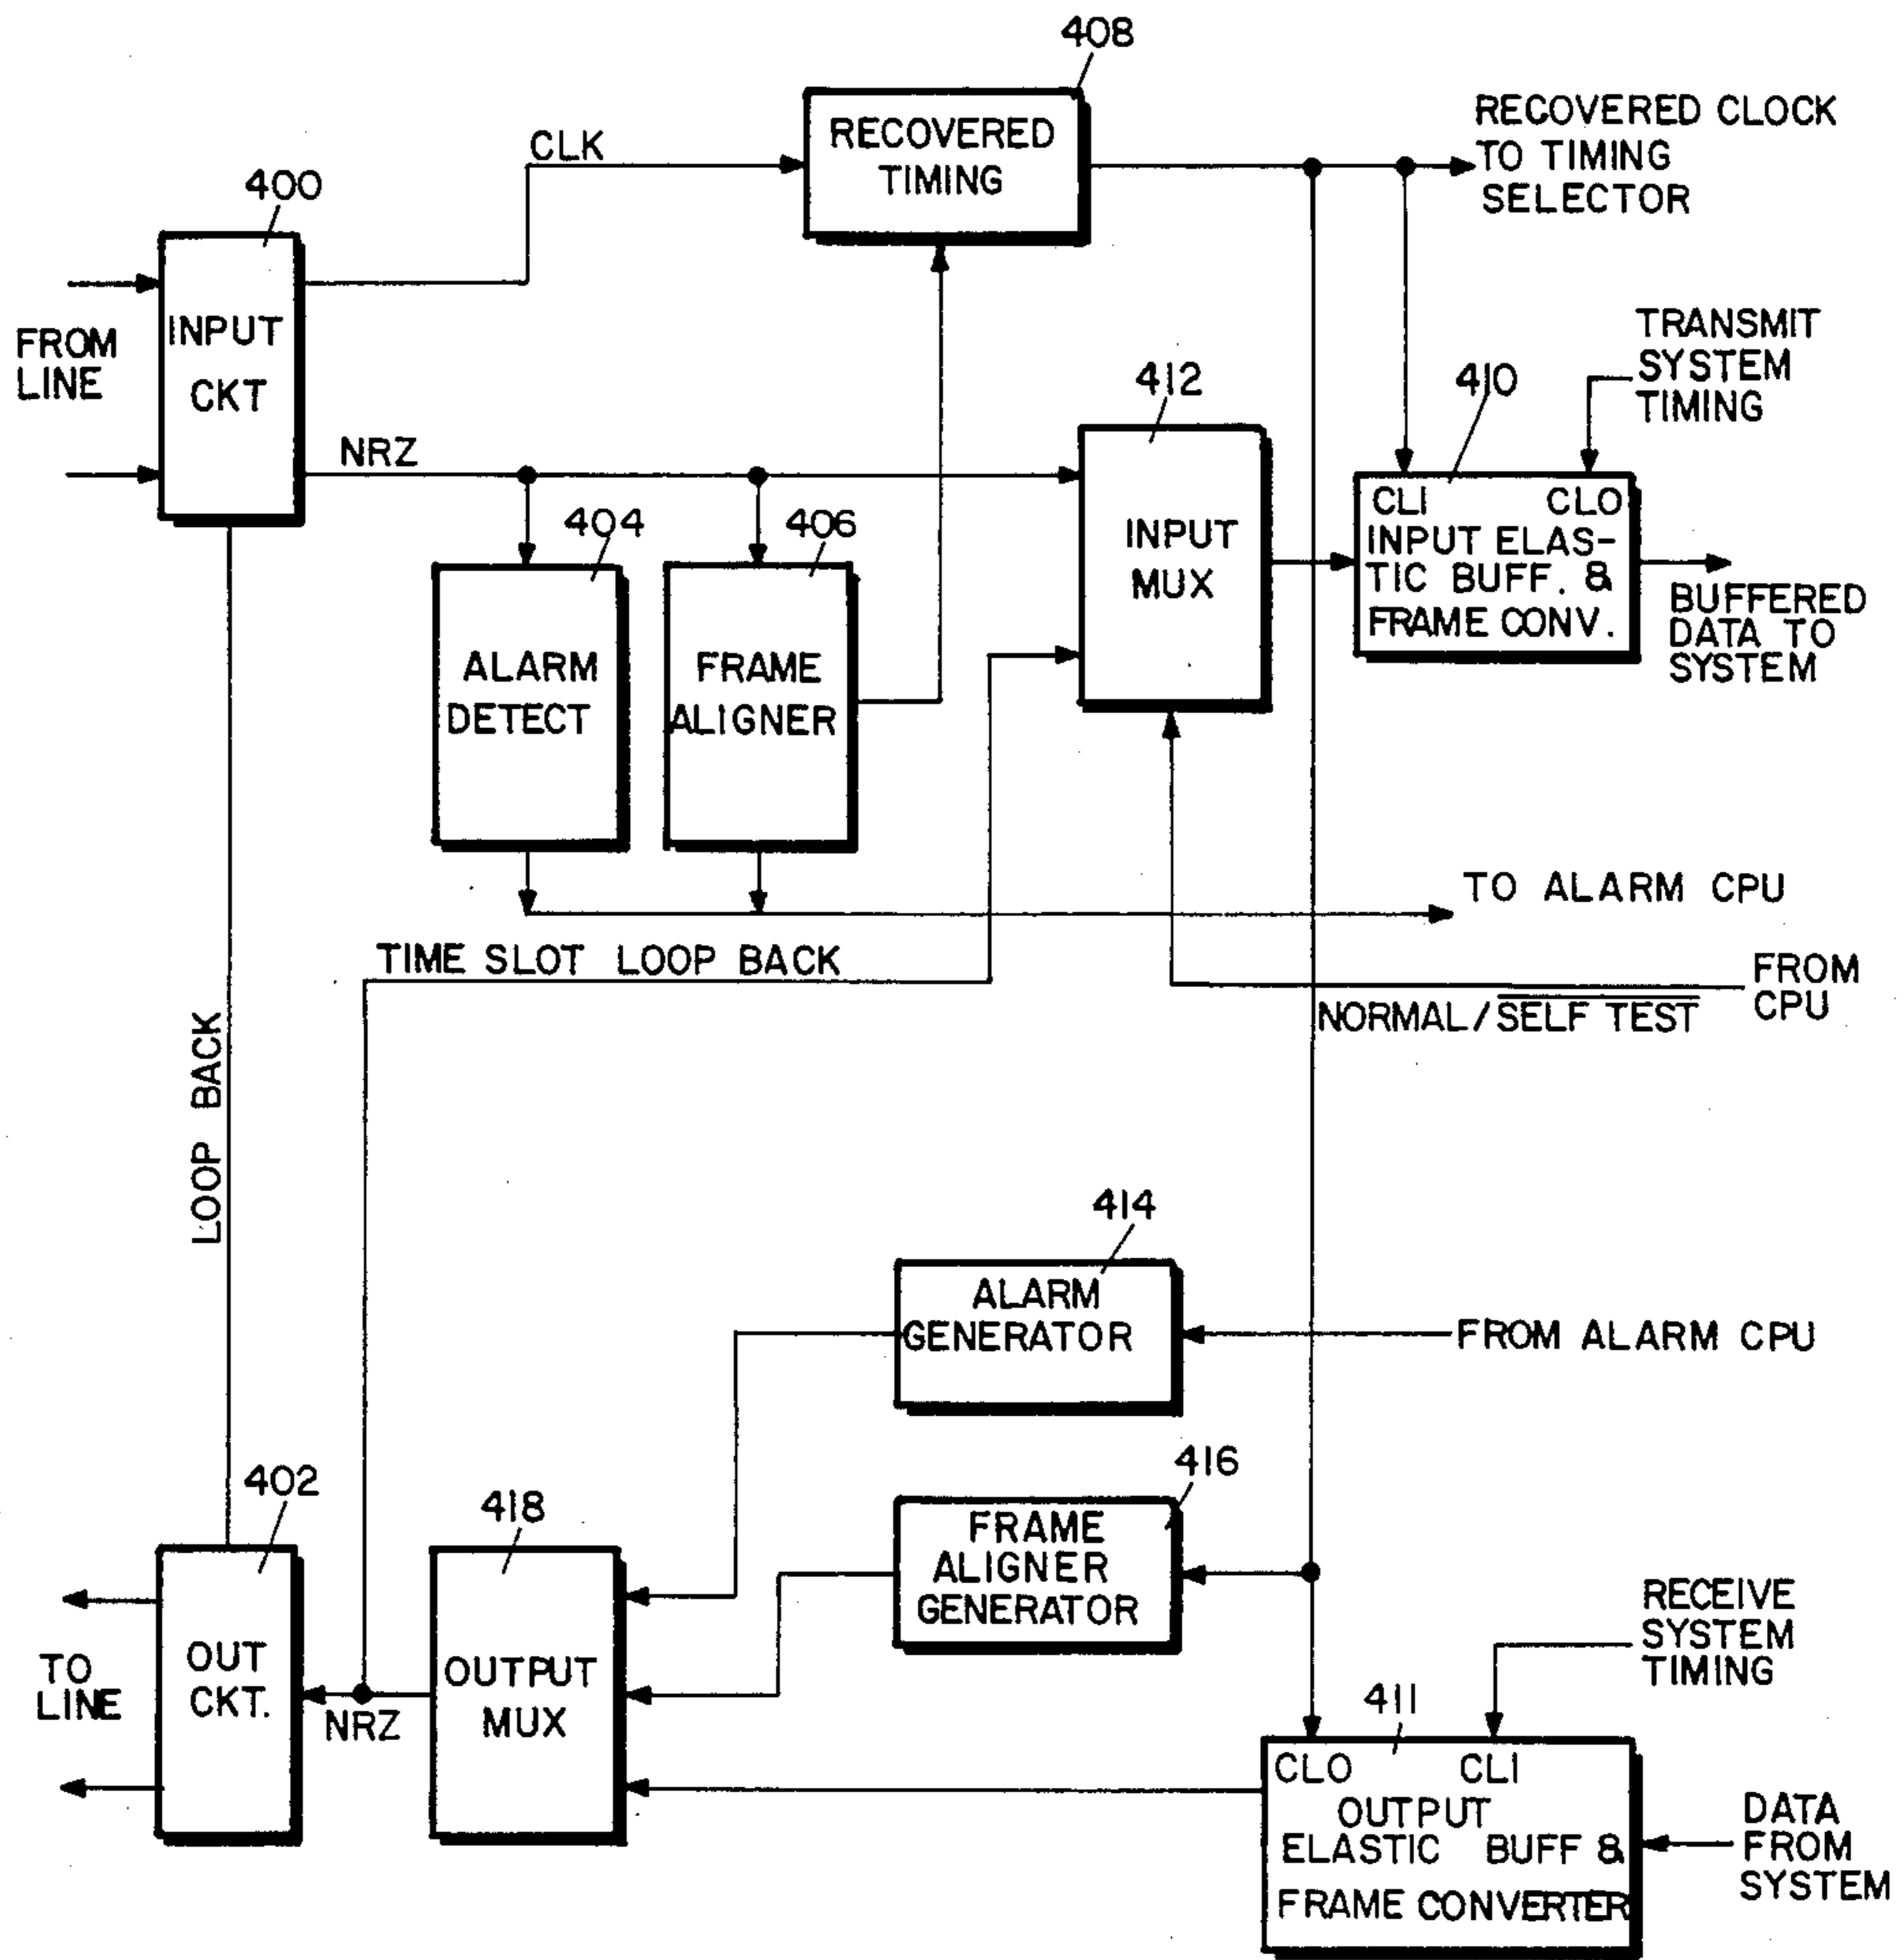 408
RECOVERED
TIMING
CLK
RECOVERED CLOCK
TO TIMING
SELECTOR
400
INPUT
CKT
FROM
LINE
NRZ
404
ALARM
DETECT
406
FRAME
ALIGNER
412
INPUT
MUX
TRANSMIT
SYSTEM
TIMING
410
CLI CLO
INPUT ELAS-
TIC BUFF. &
FRAME CONV.
BUFFERED
DATA TO
SYSTEM
TO ALARM CPU
TIME SLOT LOOP BACK
FROM
CPU
NORMAL/SELF TEST
LOOP BACK
414
ALARM
GENERATOR
FROM ALARM CPU
416
FRAME
ALIGNER
GENERATOR
402
OUT
CKT.
TO
LINE
NRZ
418
OUTPUT
MUX
RECEIVE
SYSTEM
TIMING
411
CLO CLI
OUTPUT
ELASTIC BUFF &
FRAME CONVERTER
DATA
FROM
SYSTEM